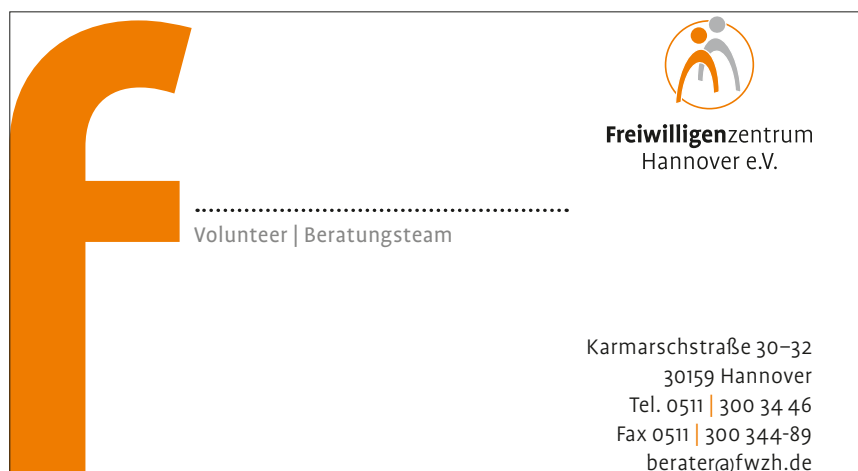 f
Freiwilligenzentrum
Hannover e.V.
Volunteer | Beratungsteam
Karmarschstraße 30–32
30159 Hannover
Tel. 0511 | 300 34 46
Fax 0511 | 300 344-89
berater@fwzh.de